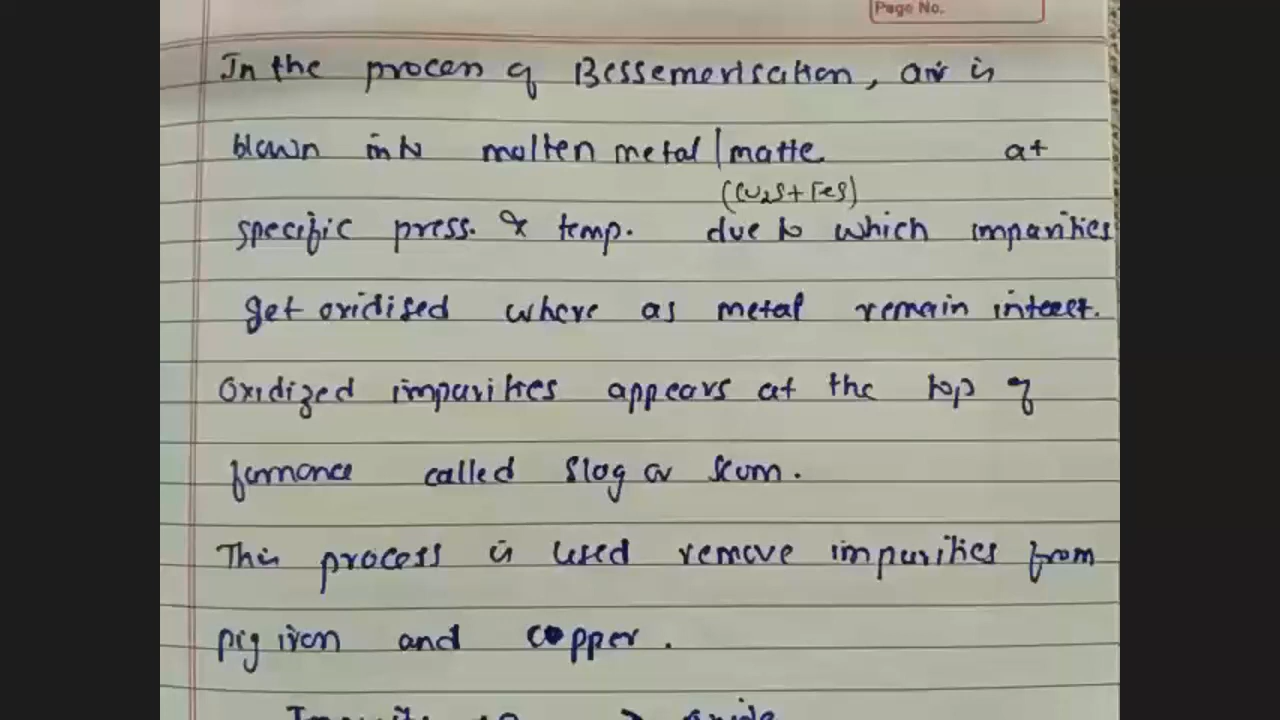 Page No.
In the process of Bessemerisation, air is
blown into molten metal | matte at
(Cu₂S + FeS)
specific press. & temp. due to which impurities
get oxidised where as metal remain inteect.
Oxidized impurities appears at the top of
furnance called Slag or Scum.
This process is used remove impurities from
pig iron and copper.